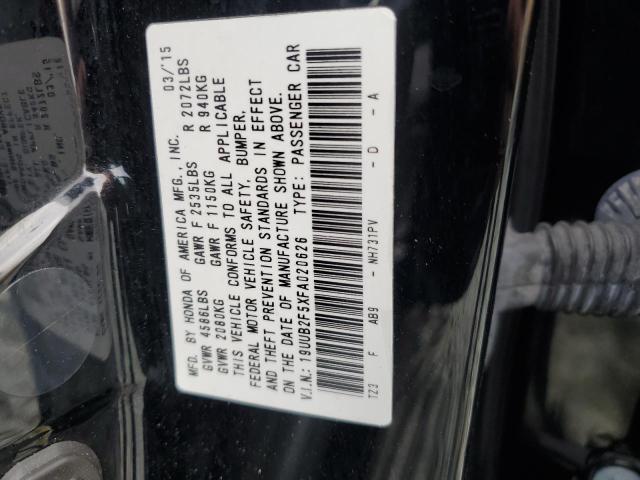 MFD. BY HONDA OF AMERICA MFG., INC. 03/'15
GVWR 4586LBS GAWR F 2535LBS R 2072LBS
GVWR 2080KG GAWR F 1150KG R 940KG
THIS VEHICLE CONFORMS TO ALL APPLICABLE
FEDERAL MOTOR VEHICLE SAFETY, BUMPER,
AND THEFT PREVENTION STANDARDS IN EFFECT
ON THE DATE OF MANUFACTURE SHOWN ABOVE.
V.I.N.: 19UUB2F5XFA020626 TYPE: PASSENGER CAR
TZ3 F AB9 - NH731PV - D - A